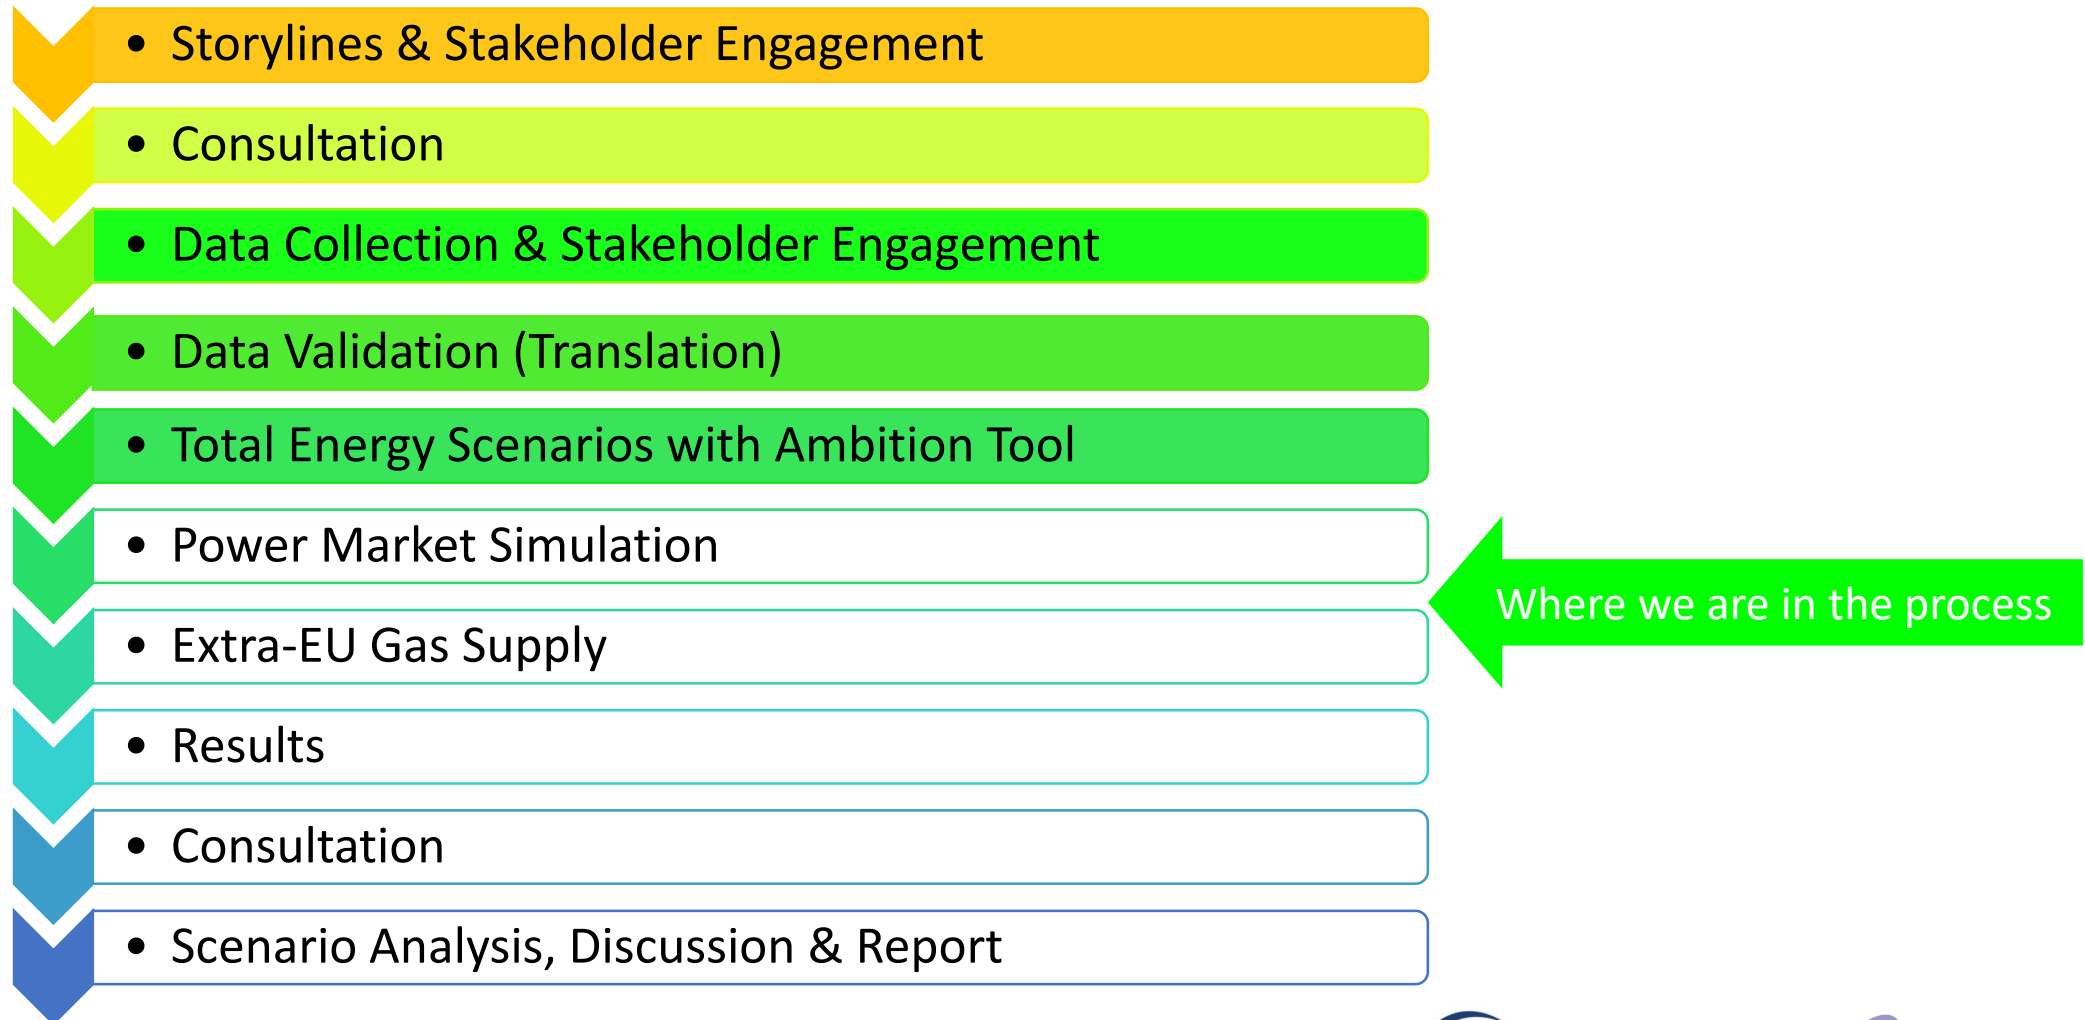 • Storylines & Stakeholder Engagement
• Consultation
• Data Collection & Stakeholder Engagement
• Data Validation (Translation)
• Total Energy Scenarios with Ambition Tool
• Power Market Simulation
Where we are in the process
• Extra-EU Gas Supply
• Results
• Consultation
• Scenario Analysis, Discussion & Report